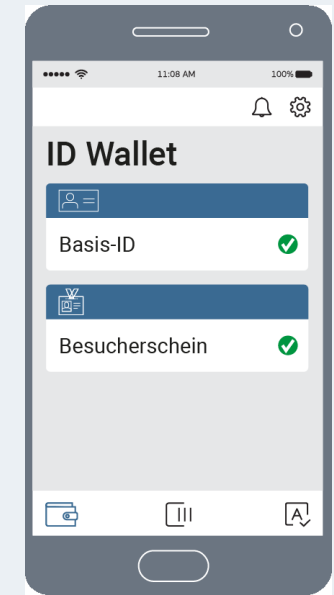 11:08 AM
100%
ID Wallet
Basis-ID
Besucherschein
A